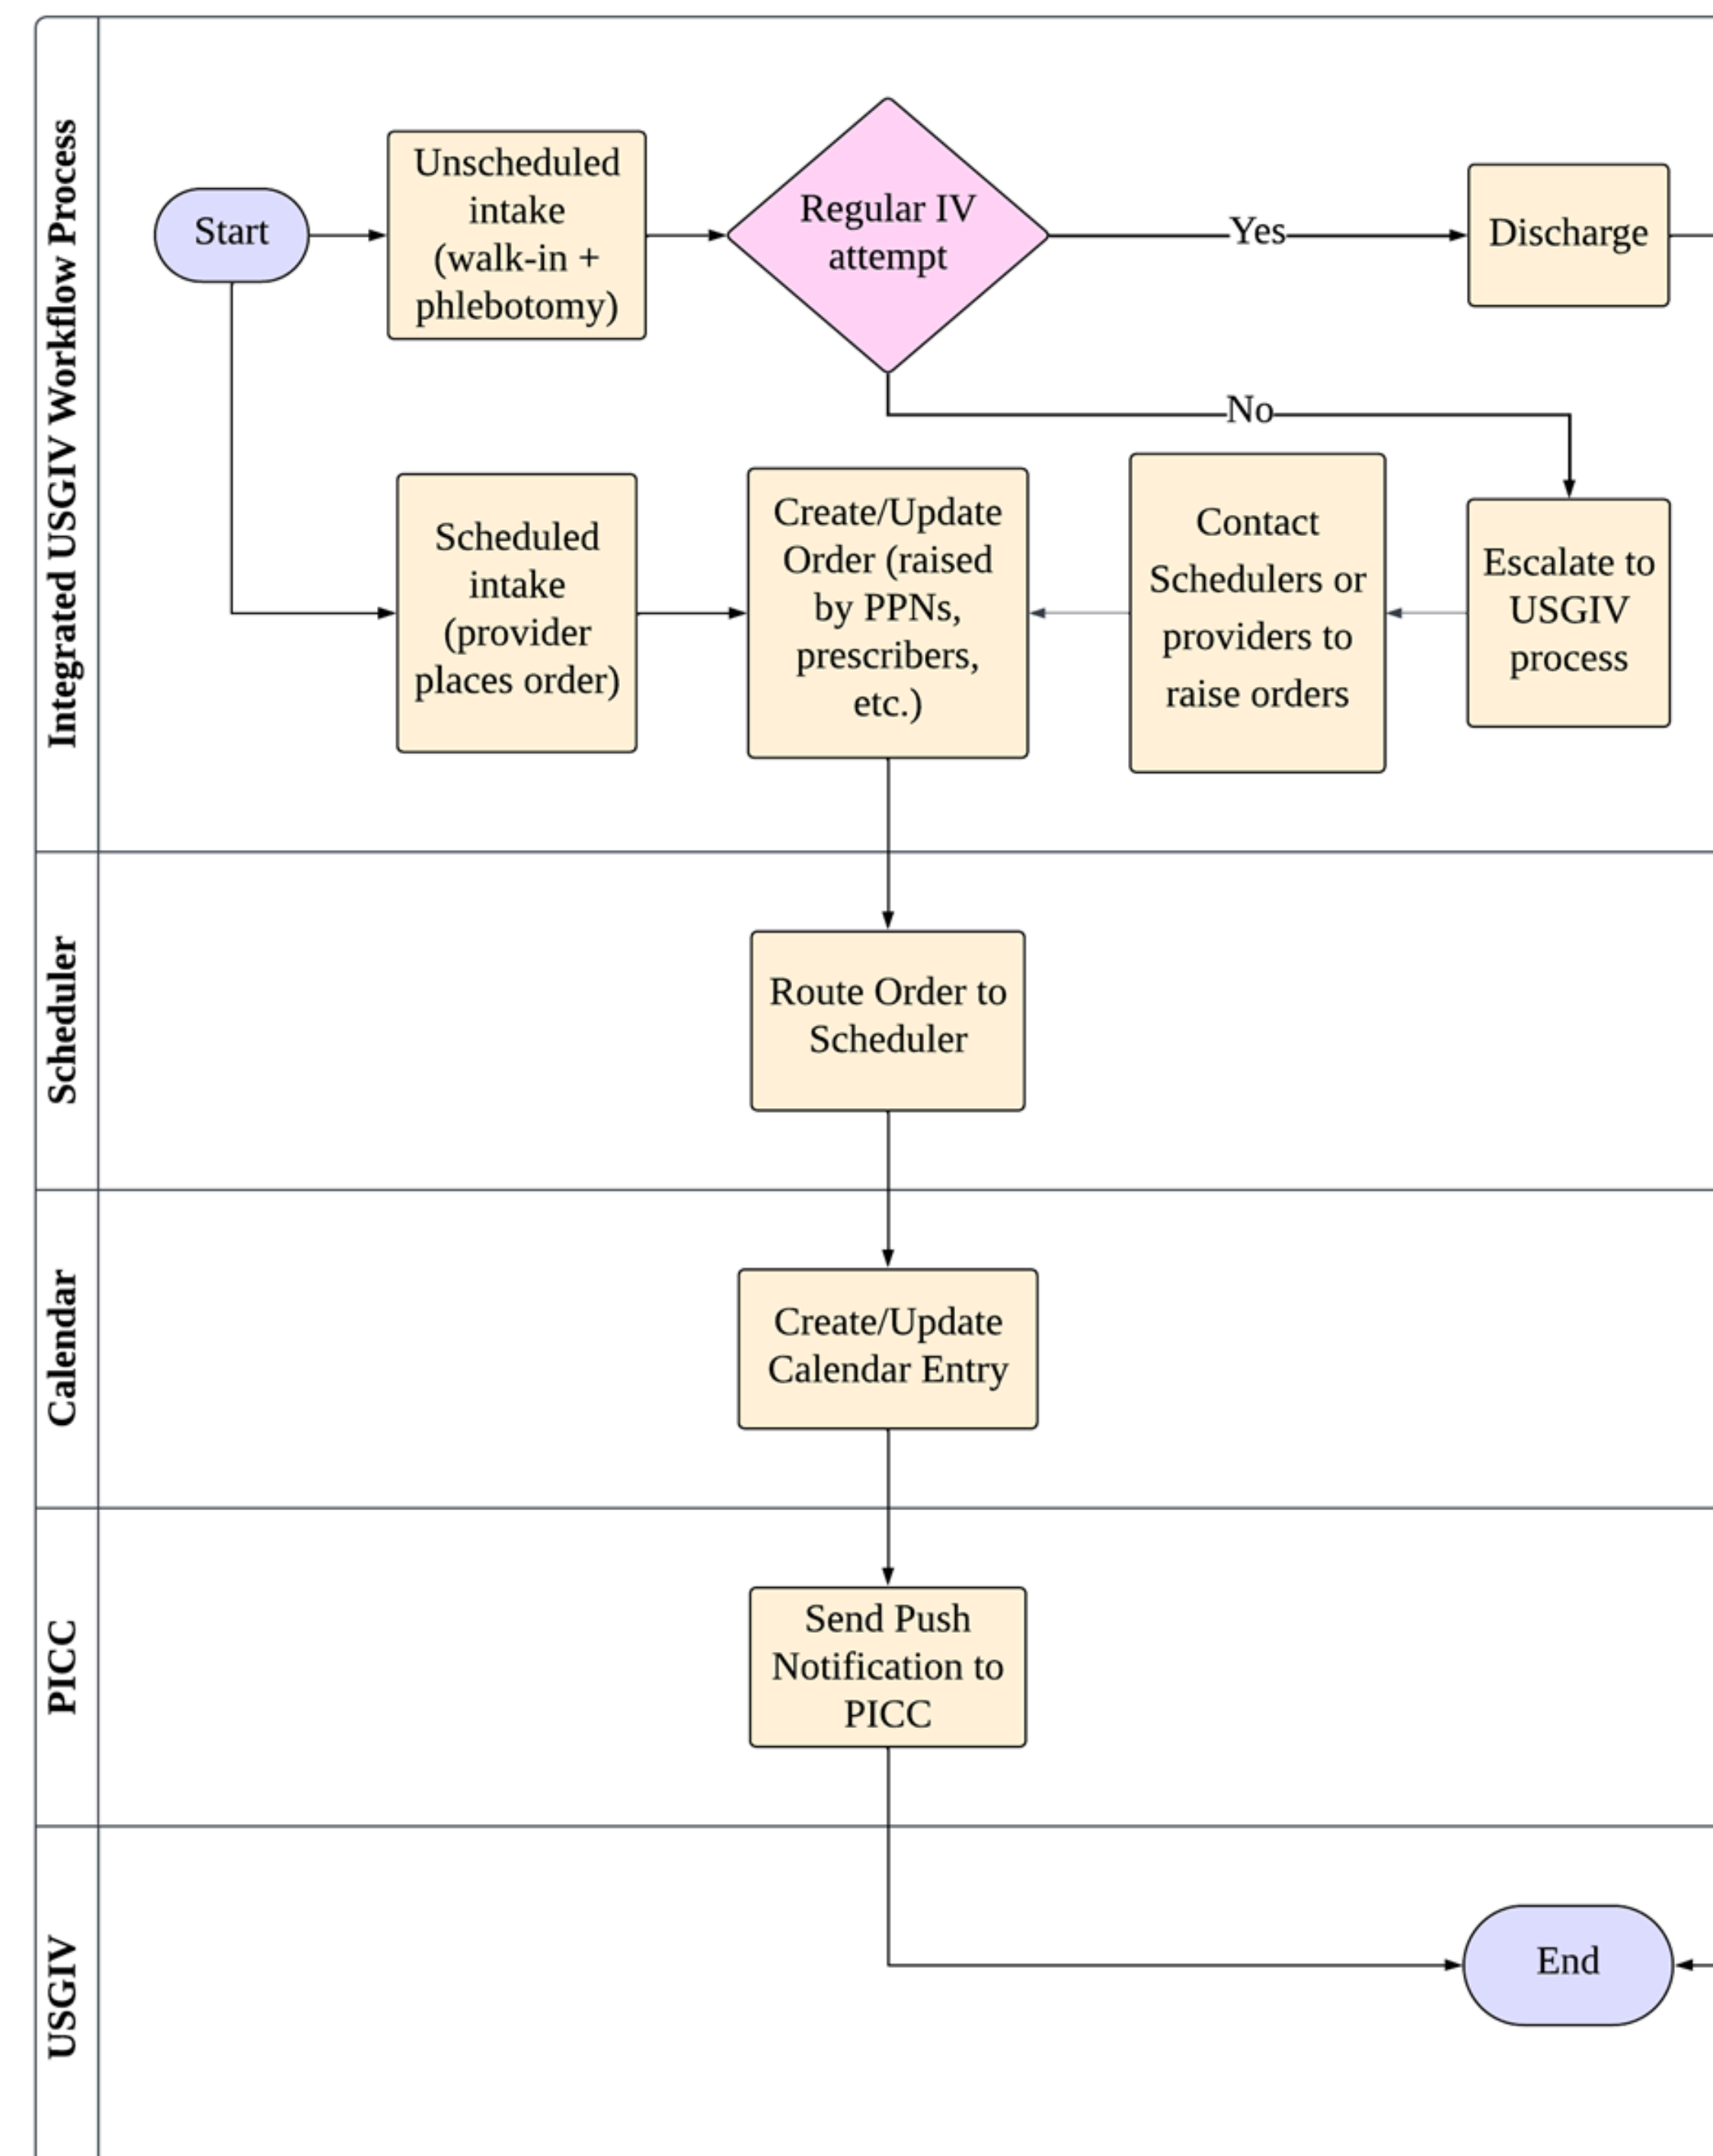 Integrated USGIV Workflow Process
Start
Unscheduled
intake
(walk-in +
phlebotomy)
Regular IV
attempt
Yes
Discharge
No
Scheduled
intake
(provider
places order)
Create/Update
Order (raised
by PPNs,
prescribers,
etc.)
Contact
Schedulers or
providers to
raise orders
Escalate to
USGIV
process
Scheduler
Route Order to
Scheduler
Calendar
Create/Update
Calendar Entry
PICC
Send Push
Notification to
PICC
USGIV
End